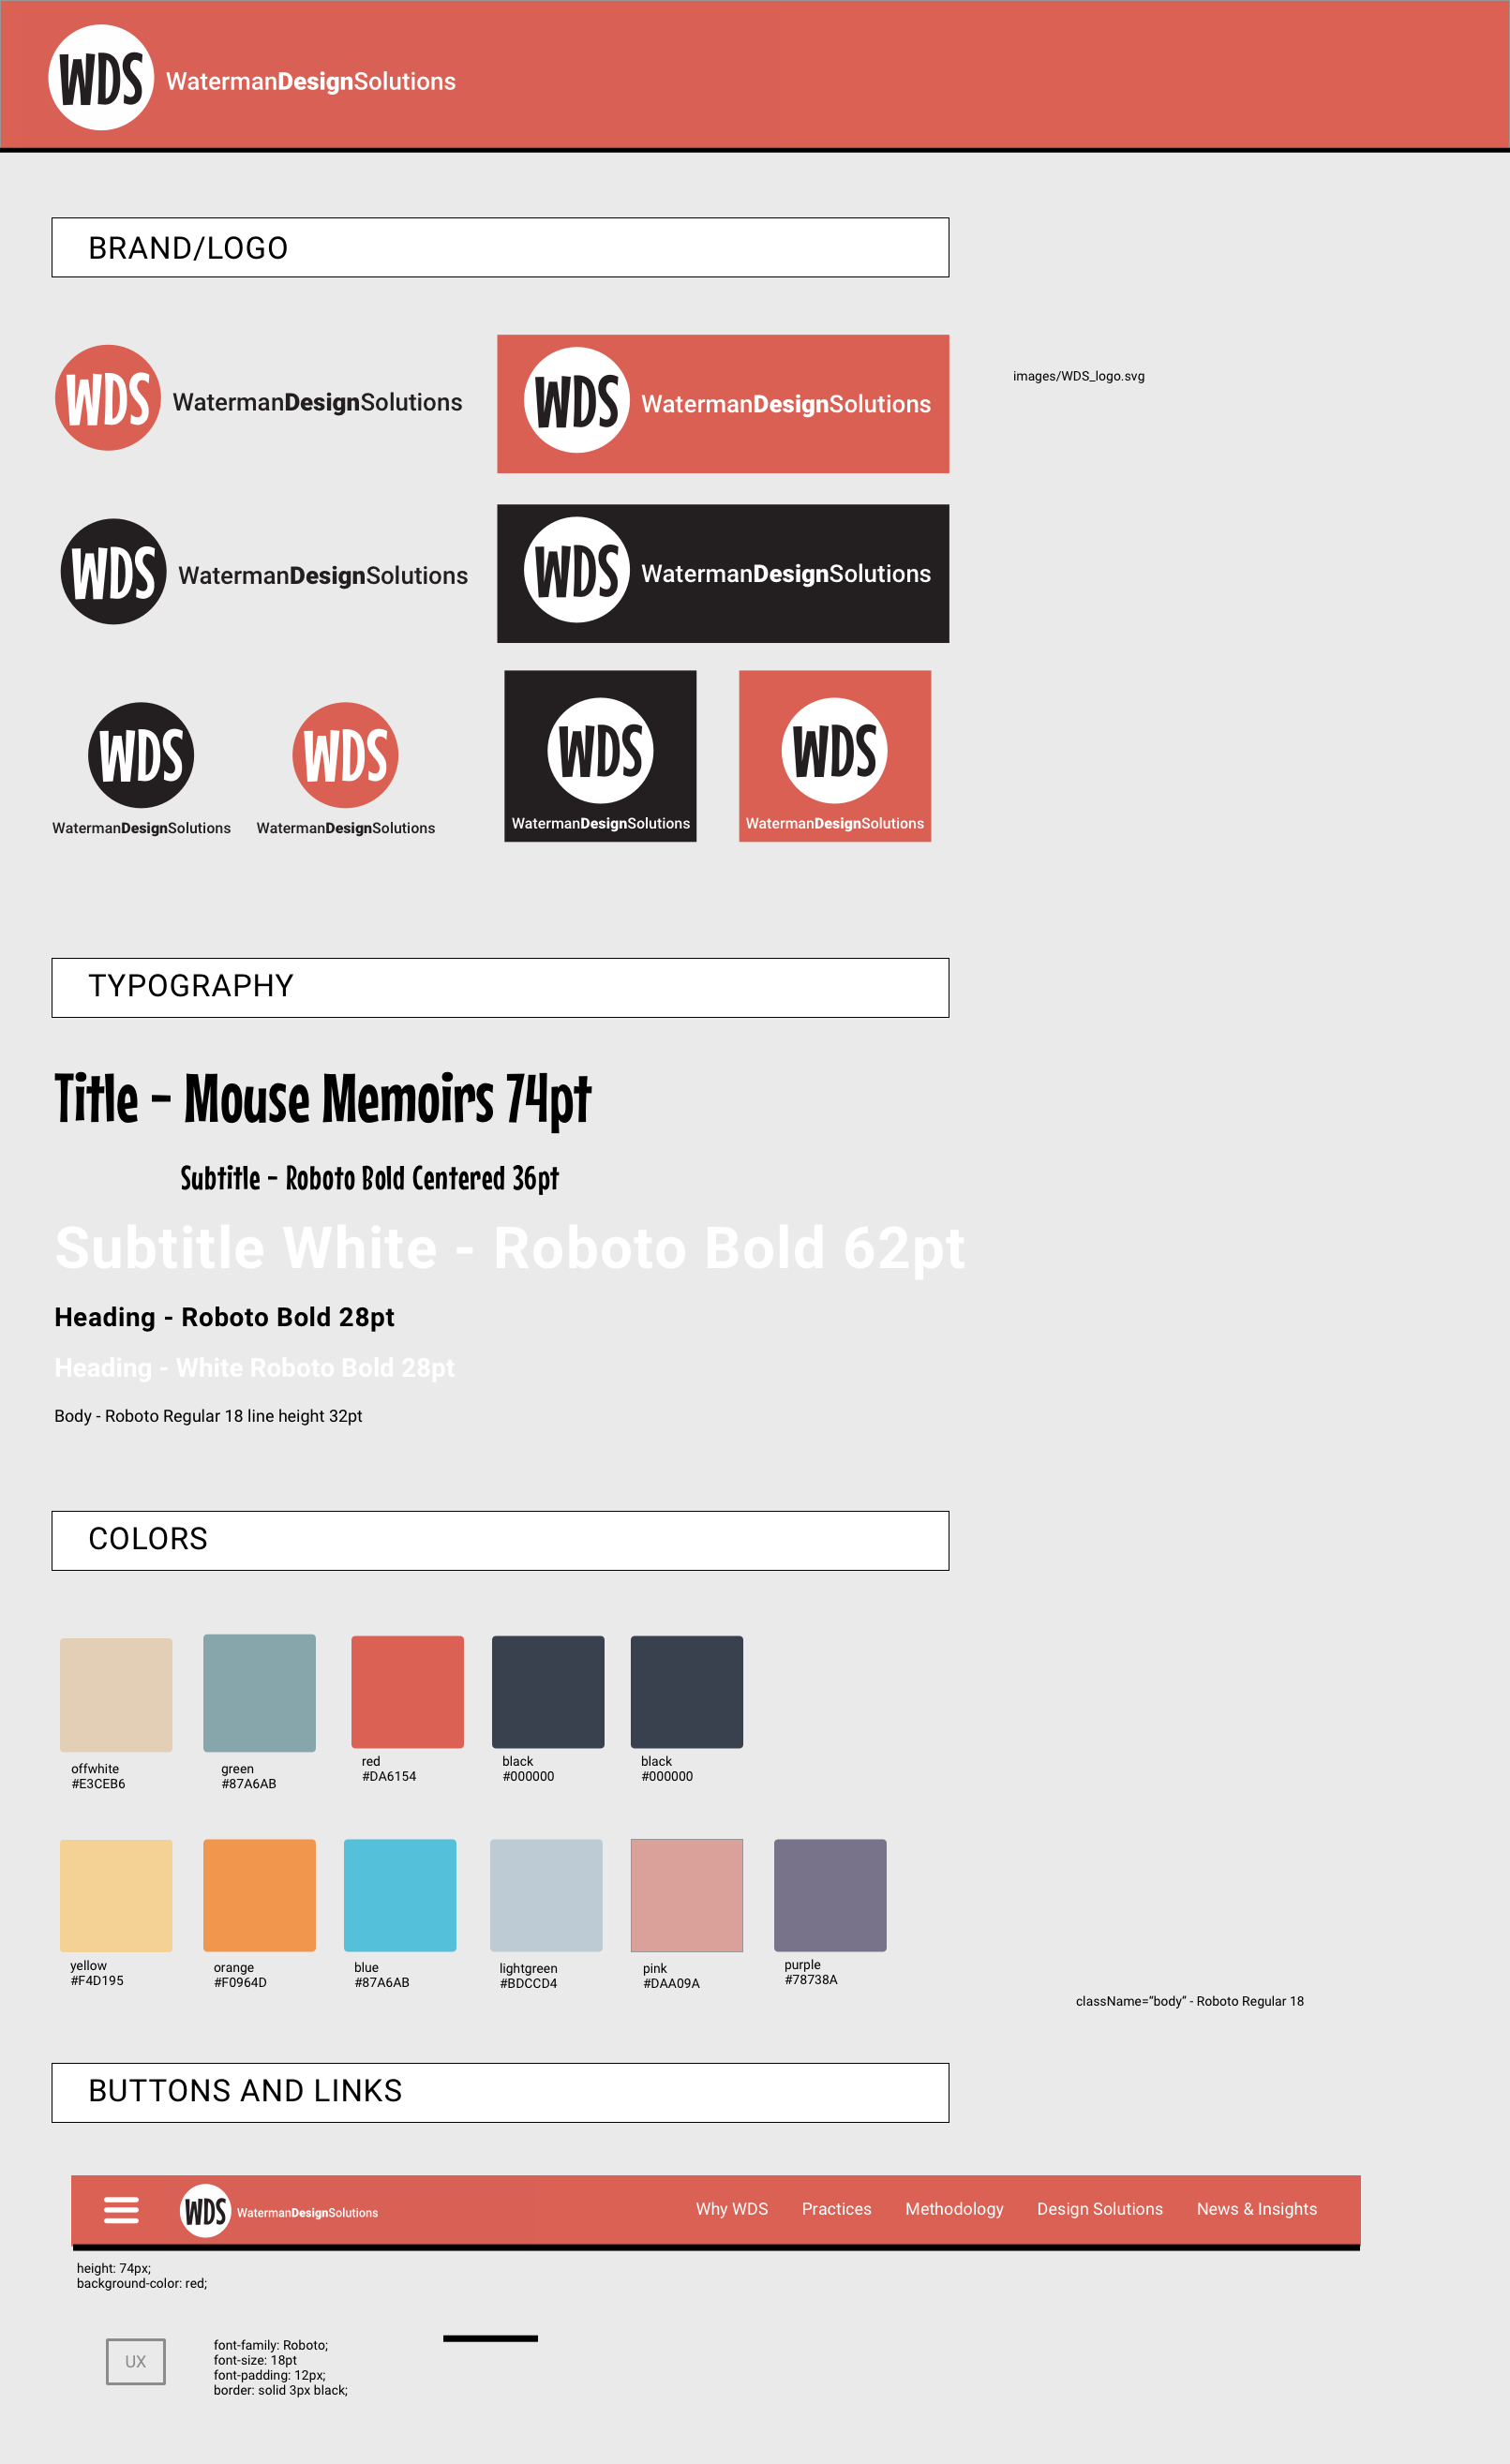 WDS WatermanDesignSolutions
BRAND/LOGO
WDS WatermanDesignSolutions
WDS WatermanDesignSolutions
images/WDS_logo.svg
WDS WatermanDesignSolutions
WDS WatermanDesignSolutions
WDS
WatermanDesignSolutions
WDS
WatermanDesignSolutions
WDS
WatermanDesignSolutions
WDS
WatermanDesignSolutions
TYPOGRAPHY
Title - Mouse Memoirs 74pt
Subtitle - Roboto Bold Centered 36pt
Subtitle White - Roboto Bold 62pt
Heading - Roboto Bold 28pt
Heading - White Roboto Bold 28pt
Body - Roboto Regular 18 line height 32pt
COLORS
offwhite
#E3CEB6
green
#87A6AB
red
#DA6154
black
#000000
black
#000000
yellow
#F4D195
orange
#F0964D
blue
#87A6AB
lightgreen
#BDCCD4
pink
#DAA09A
purple
#78738A
className=“body” - Roboto Regular 18
BUTTONS AND LINKS
WDS WatermanDesignSolutions
Why WDS
Practices
Methodology
Design Solutions
News & Insights
height: 74px;
background-color: red;
UX
font-family: Roboto;
font-size: 18pt
font-padding: 12px;
border: solid 3px black;